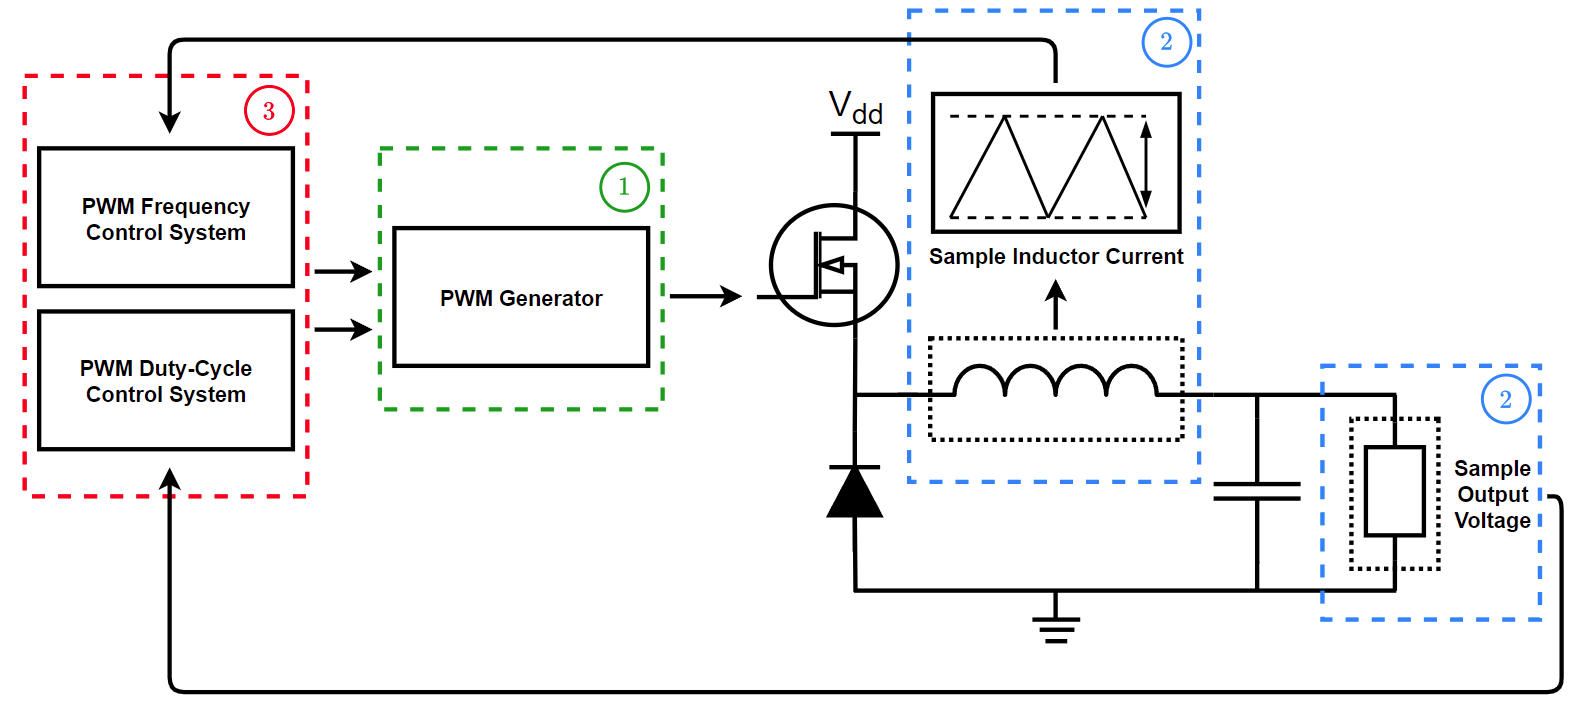 2
3
V
dd
PWM Frequency
Control System
1
Sample Inductor Current
PWM Generator
PWM Duty-Cycle
Control System
2
Sample
Output
Voltage